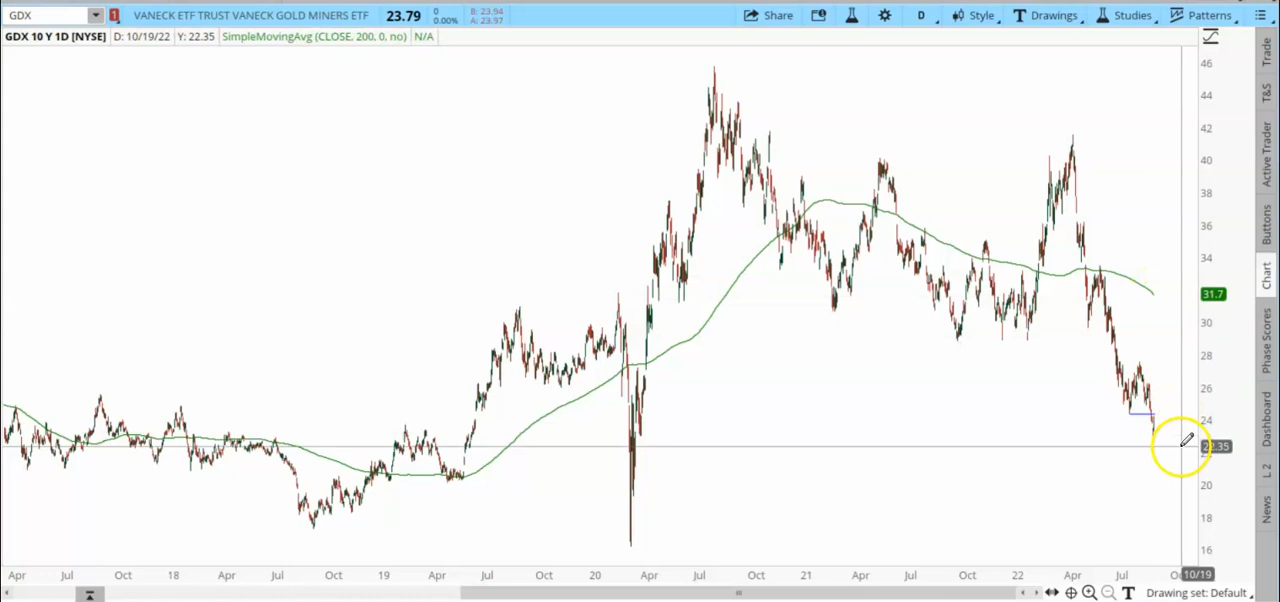 GDX 1 VANECK ETF TRUST VANECK GOLD MINERS ETF 23.79 0 B: 23.94 Share D Style Drawings Studies Patterns
0.00% A: 23.97
GDX 10 Y 1D [NYSE] D: 10/19/22 Y: 22.35 SimpleMovingAvg (CLOSE, 200, 0, no) N/A
46
44
42
40
38
36
34
31.7
30
28
26
24
22.35
20
18
16
Trade
T&S
Active Trader
Buttons
Chart
Phase Scores
Dashboard
L 2
News
Apr Jul Oct 18 Apr Jul Oct 19 Apr Jul Oct 20 Apr Jul Oct 21 Apr Jul Oct 22 Apr Jul 10/19
T Drawing set: Default